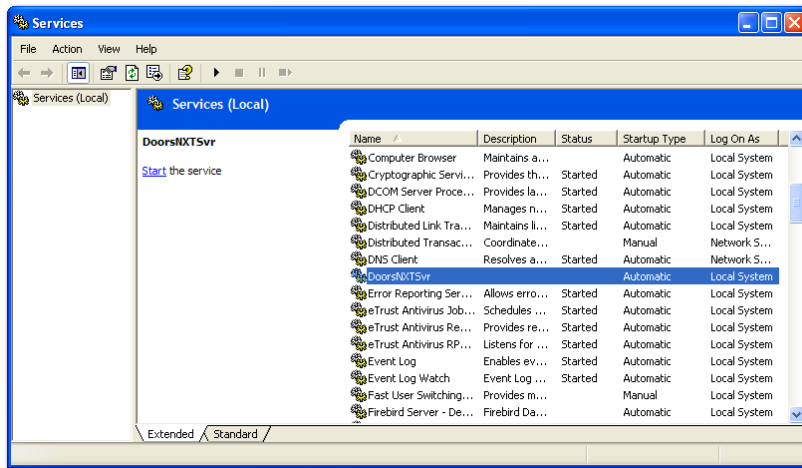 Services
File Action View Help
Services (Local)
Services (Local)
DoorsNXTSvr
Start the service
Name Description Status Startup Type Log On As
Computer Browser Maintains a... Automatic Local System
Cryptographic Servi... Provides th... Started Automatic Local System
DCOM Server Proce... Provides la... Started Automatic Local System
DHCP Client Manages n... Started Automatic Local System
Distributed Link Tra... Maintains li... Started Automatic Local System
Distributed Transac... Coordinate... Manual Network S...
DNS Client Resolves a... Started Automatic Network S...
DoorsNXTSvr Automatic Local System
Error Reporting Ser... Allows erro... Started Automatic Local System
eTrust Antivirus Job... Schedules ... Started Automatic Local System
eTrust Antivirus Re... Provides re... Started Automatic Local System
eTrust Antivirus RP... Listens for ... Started Automatic Local System
Event Log Enables ev... Started Automatic Local System
Event Log Watch Event Log ... Started Automatic Local System
Fast User Switching... Provides m... Manual Local System
Firebird Server - De... Firebird Da... Automatic Local System
Extended Standard